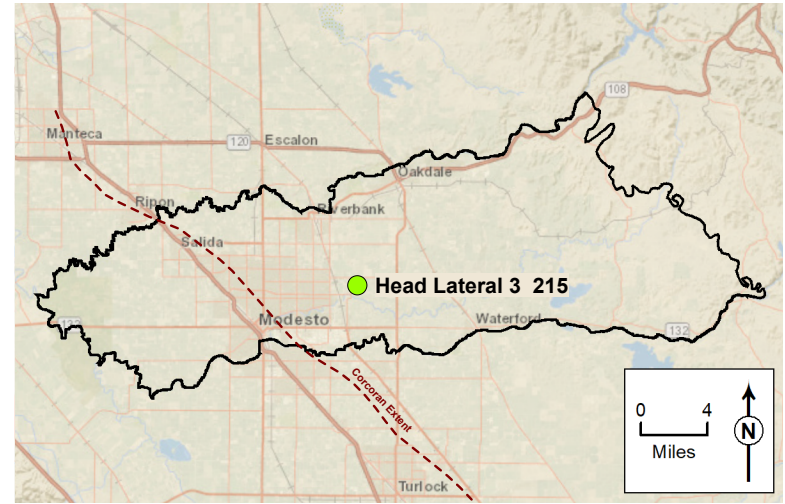 108
Manteca
120
Escalon
Oakdale
Ripon
Riverbank
Salida
Head Lateral 3 215
Modesto
Waterford
132
132
Corcoran Extent
0 4
Miles
N
Turlock